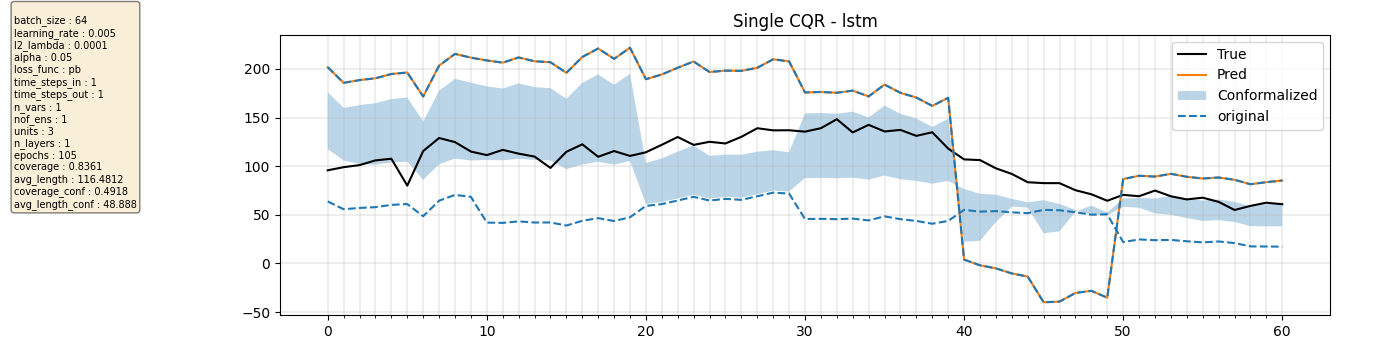 batch_size : 64
learning_rate : 0.005
l2_lambda : 0.0001
alpha : 0.05
loss_func : pb
time_steps_in : 1
time_steps_out : 1
n_vars : 1
nof_ens : 1
units : 3
n_layers : 1
epochs : 105
coverage : 0.8361
avg_length : 116.4812
coverage_conf : 0.4918
avg_length_conf : 48.888
Single CQR - lstm
200
150
100
50
0
−50
0 10 20 30 40 50 60
True
Pred
Conformalized
original